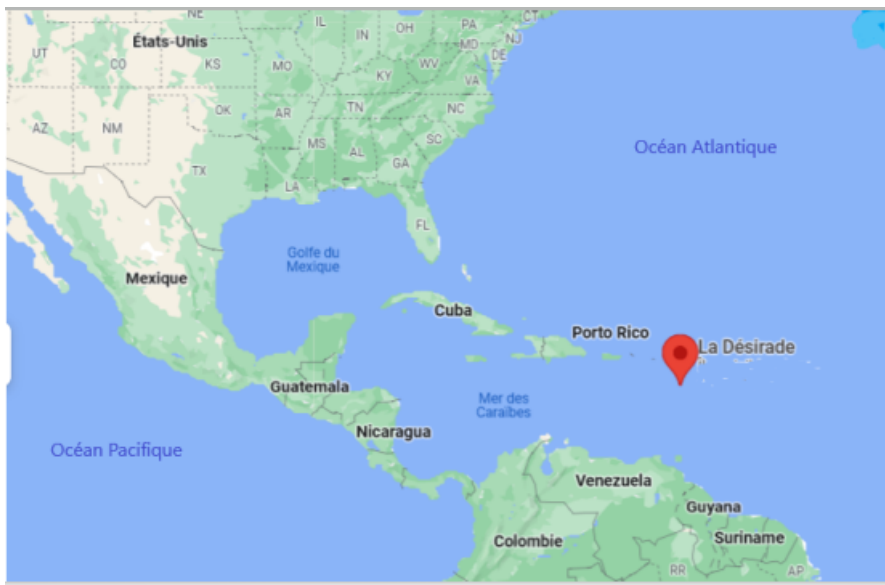 NE
IL
IN
OH
PA
CT
NJ
MD
DE
États-Unis
UT
CO
KS
MO
KY
WV
VA
AZ
NM
OK
AR
TN
NC
SC
MS
AL
GA
TX
LA
FL
Océan Atlantique
Golfe du
Mexique
Mexique
Cuba
Porto Rico
La Désirade
Guatemala
Mer des
Caraïbes
Nicaragua
Océan Pacifique
Venezuela
Guyana
Suriname
Colombie
RR
AP